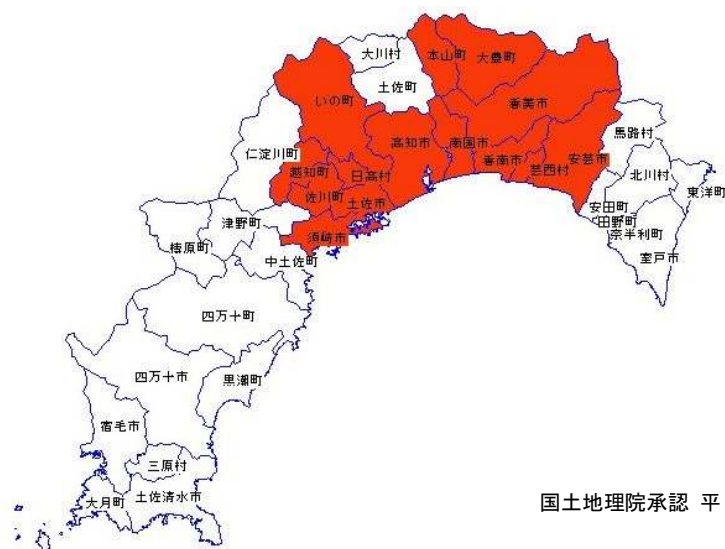 大川村
本山町
大豊町
土佐町
いの町
香美市
馬路村
高知市
南国市
仁淀川町
香南市
安芸市
越知町
日高村
芸西村
北川村
東洋町
佐川町
土佐市
安田町
田野町
津野町
奈半利町
須崎市
梼原町
中土佐町
室戸市
四万十町
四万十市
黒潮町
宿毛市
三原村
大月町
土佐清水市
国土地理院承認 平